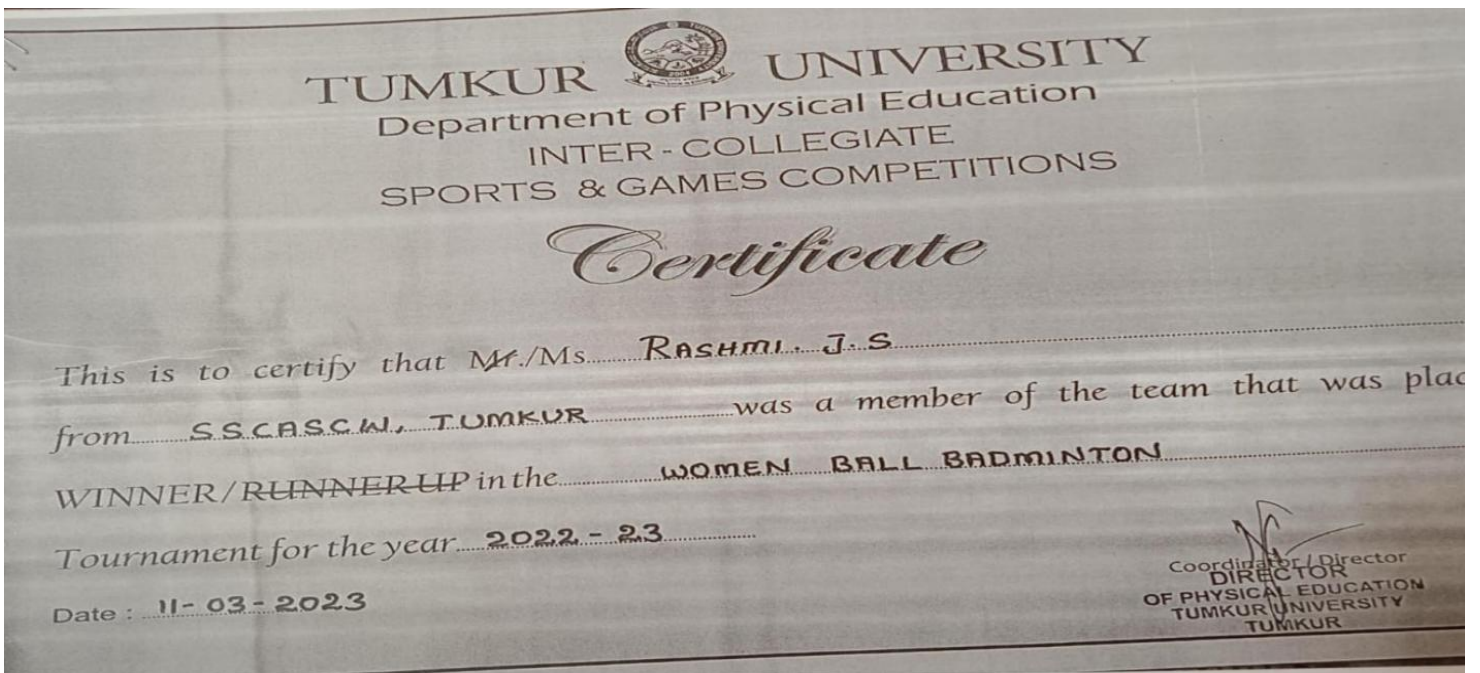 TUMKUR UNIVERSITY
Department of Physical Education
INTER - COLLEGIATE
SPORTS & GAMES COMPETITIONS
Certificate
This is to certify that Mr./Ms. RASHMI. J.S
from SSCASCW, TUMKUR was a member of the team that was plac
WINNER/RUNNER UP in the WOMEN BALL BADMINTON
Tournament for the year 2022 - 23
Date : 11-03-2023
Coordinator / Director
DIRECTOR
OF PHYSICAL EDUCATION
TUMKUR UNIVERSITY
TUMKUR